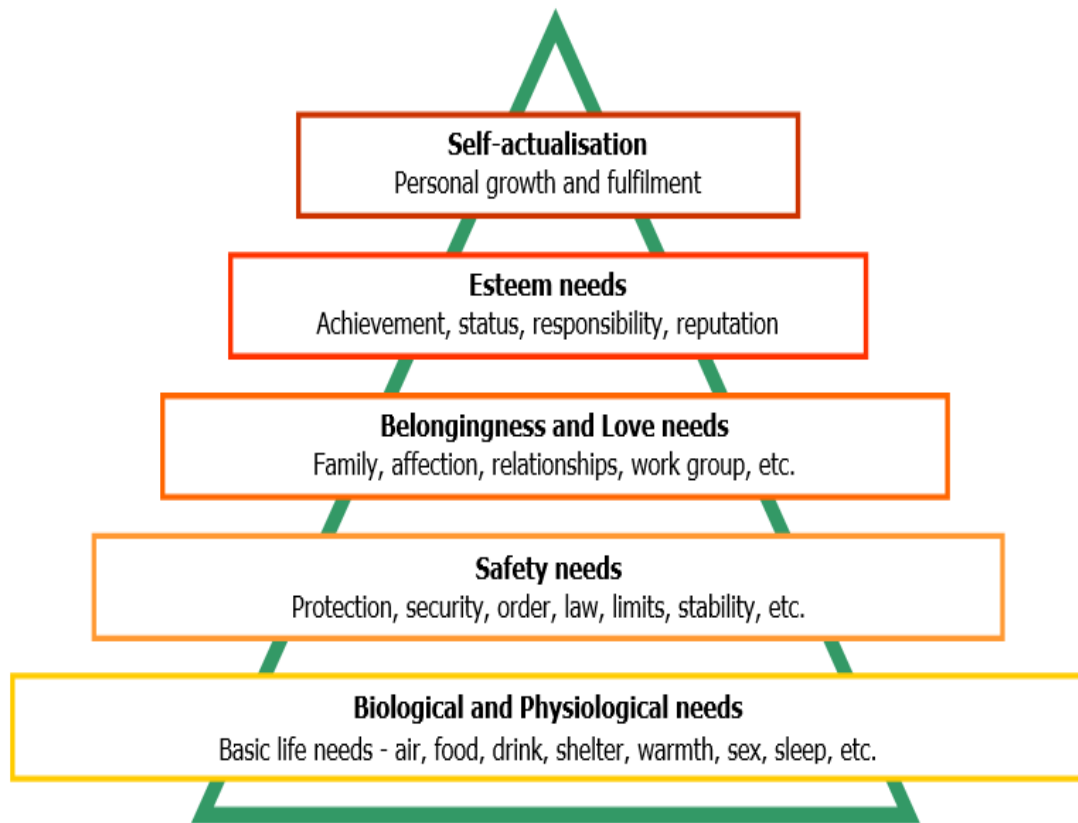 Self-actualisation
Personal growth and fulfilment
Esteem needs
Achievement, status, responsibility, reputation
Belongingness and Love needs
Family, affection, relationships, work group, etc.
Safety needs
Protection, security, order, law, limits, stability, etc.
Biological and Physiological needs
Basic life needs - air, food, drink, shelter, warmth, sex, sleep, etc.